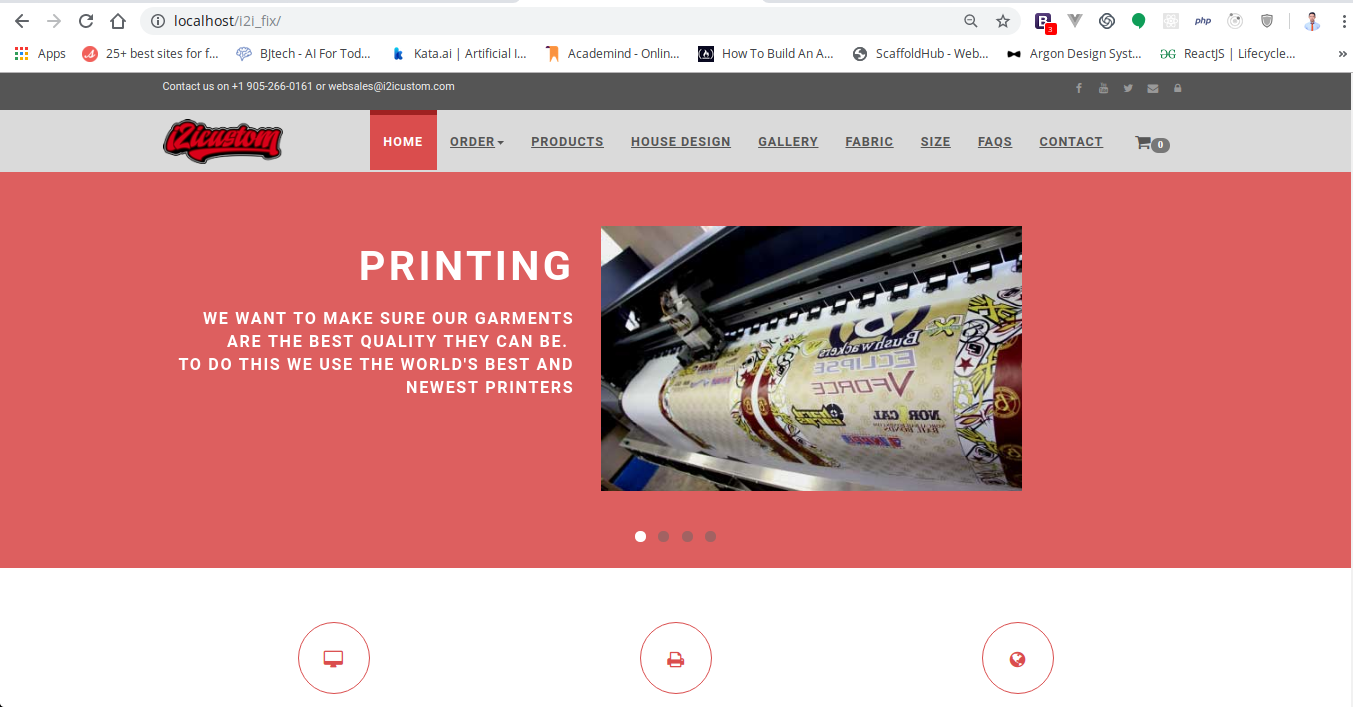 localhost/i2i_fix/
3
php
Apps
25+ best sites for f...
BJtech - AI For Tod...
Kata.ai | Artificial I...
Academind - Onlin...
How To Build An A...
ScaffoldHub - Web...
Argon Design Syst...
ReactJS | Lifecycle...
»
Contact us on +1 905-266-0161 or websales@i2icustom.com
i2icustom
HOME
ORDER
PRODUCTS
HOUSE DESIGN
GALLERY
FABRIC
SIZE
FAQS
CONTACT
0
PRINTING
WE WANT TO MAKE SURE OUR GARMENTS
ARE THE BEST QUALITY THEY CAN BE.
TO DO THIS WE USE THE WORLD'S BEST AND
NEWEST PRINTERS
B
Bushwackers
ECLIPSE
VFORCE
NOR CAL